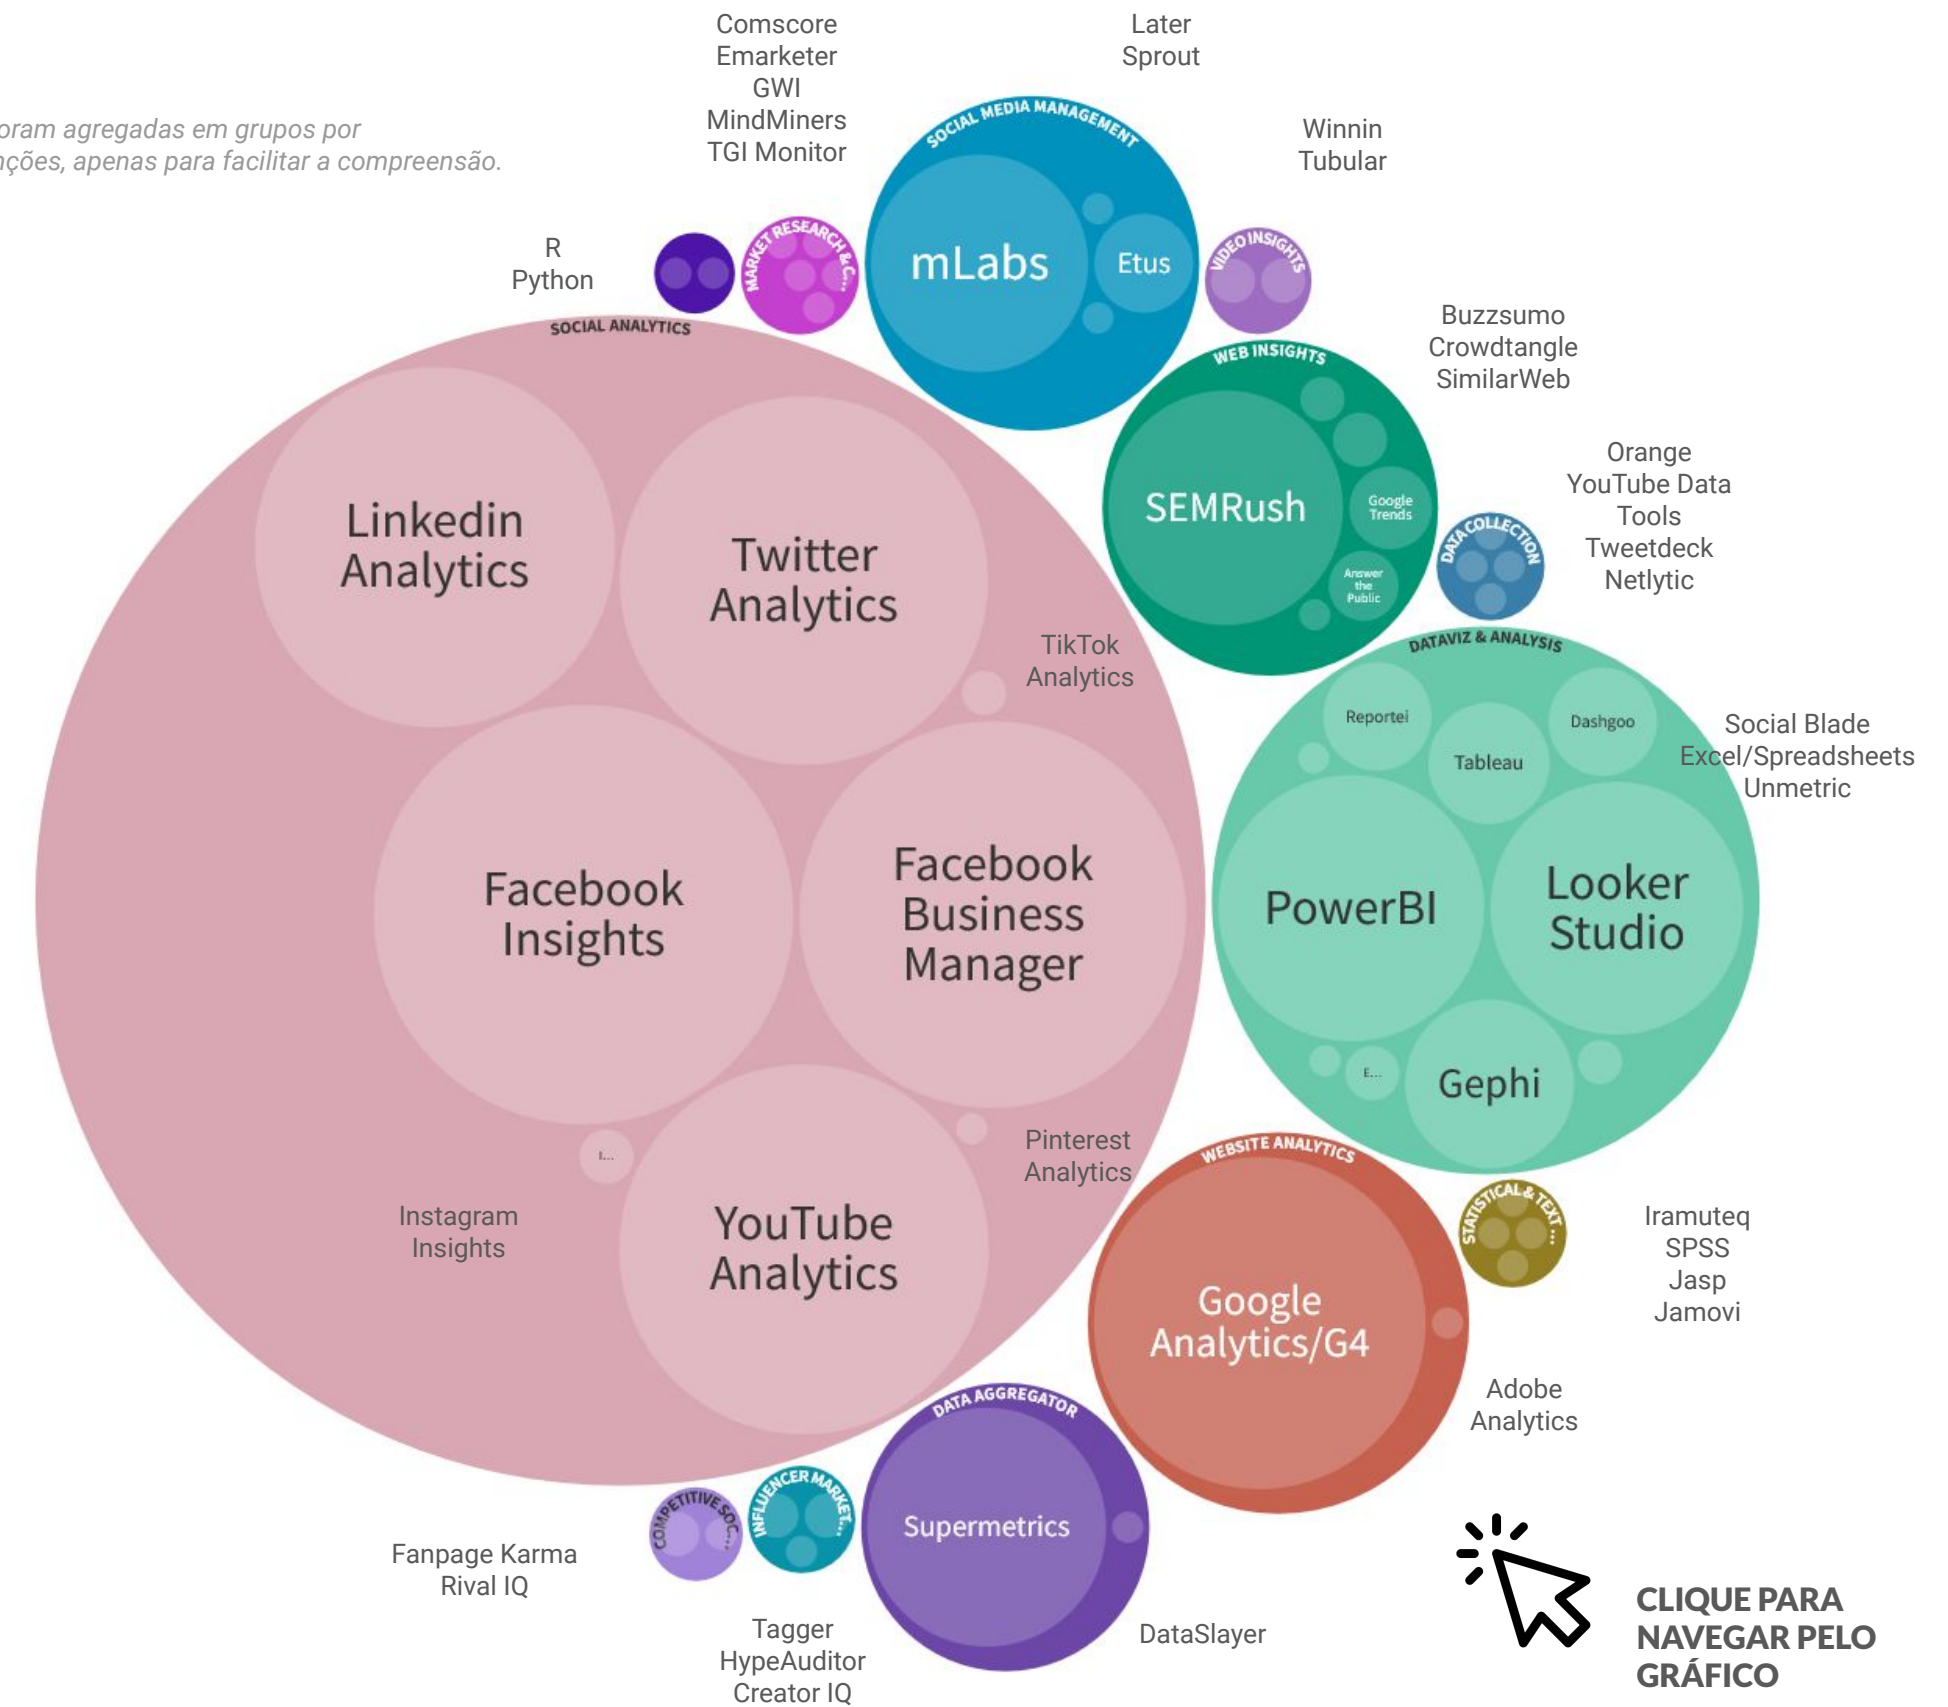 Comscore
Emarketer
GWI
MindMiners
TGI Monitor
Later
Sprout
oram agregadas em grupos por
ções, apenas para facilitar a compreensão.
Winnin
Tubular
R
Python
MARKET RESEARCH & C...
SOCIAL MEDIA MANAGEMENT
mLabs
Etus
VIDEO INSIGHTS
Buzzsumo
Crowdtangle
SimilarWeb
WEB INSIGHTS
SEMRush
Google
Trends
Answer
the
Public
Orange
YouTube Data
Tools
Tweetdeck
Netlytic
DATA COLLECTION
SOCIAL ANALYTICS
Linkedin
Analytics
Twitter
Analytics
TikTok
Analytics
Facebook
Insights
Facebook
Business
Manager
I...
Instagram
Insights
YouTube
Analytics
Pinterest
Analytics
DATAVIZ & ANALYSIS
Reportei
Tableau
Dashgoo
Social Blade
Excel/Spreadsheets
Unmetric
PowerBI
Looker
Studio
E...
Gephi
WEBSITE ANALYTICS
Google
Analytics/G4
Adobe
Analytics
STATISTICAL & TEXT ...
Iramuteq
SPSS
Jasp
Jamovi
DATA AGGREGATOR
Supermetrics
DataSlayer
INFLUENCER MARKET...
Tagger
HypeAuditor
Creator IQ
COMPETITIVE SOC...
Fanpage Karma
Rival IQ
CLIQUE PARA
NAVEGAR PELO
GRÁFICO